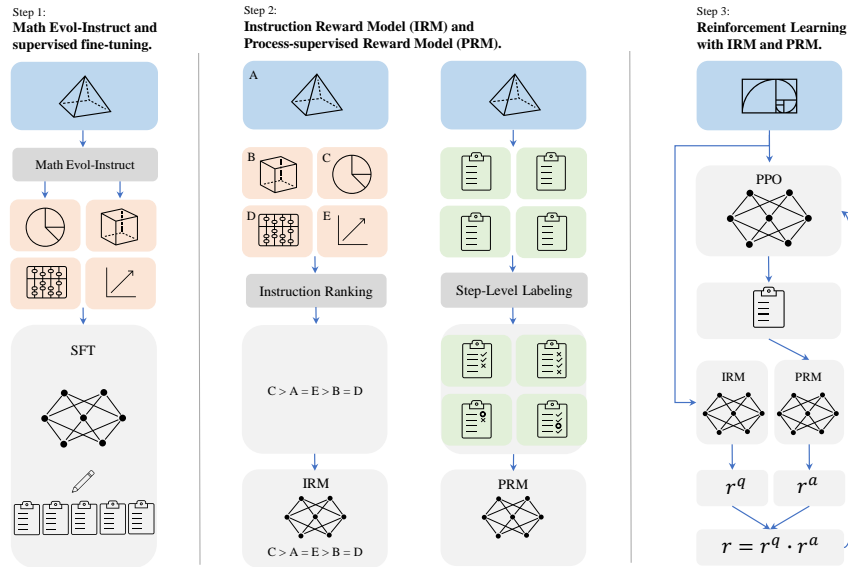 Step 1:
Math Evol-Instruct and
supervised fine-tuning.
Math Evol-Instruct
SFT
Step 2:
Instruction Reward Model (IRM) and
Process-supervised Reward Model (PRM).
A
B
C
D
E
Instruction Ranking
C > A = E > B = D
IRM
C > A = E > B = D
Step-Level Labeling
PRM
Step 3:
Reinforcement Learning
with IRM and PRM.
PPO
IRM
PRM
r^q
r^a
r = r^q · r^a